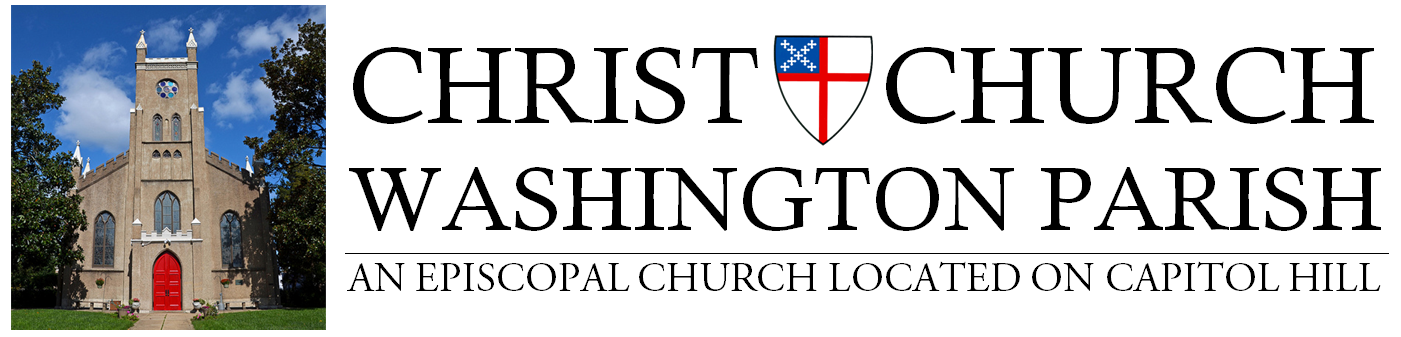 CHRIST CHURCH
WASHINGTON PARISH
AN EPISCOPAL CHURCH LOCATED ON CAPITOL HILL